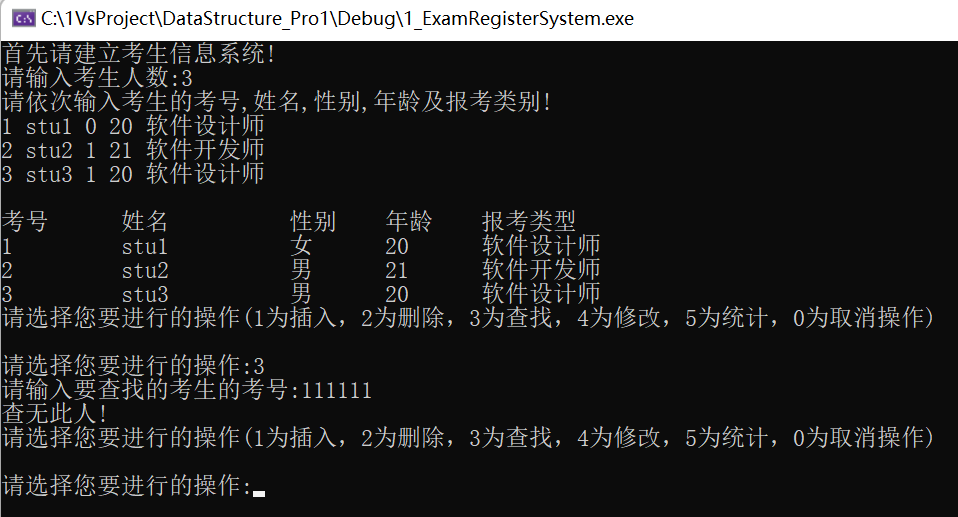 C:\1VsProject\DataStructure_Pro1\Debug\1_ExamRegisterSystem.exe
首先请建立考生信息系统!
请输入考生人数:3
请依次输入考生的考号,姓名,性别,年龄及报考类别!
1 stu1 0 20 软件设计师
2 stu2 1 21 软件开发师
3 stu3 1 20 软件设计师
考号 姓名 性别 年龄 报考类型
1 stu1 女 20 软件设计师
2 stu2 男 21 软件开发师
3 stu3 男 20 软件设计师
请选择您要进行的操作(1为插入，2为删除，3为查找，4为修改，5为统计，0为取消操作)
请选择您要进行的操作:3
请输入要查找的考生的考号:111111
查无此人!
请选择您要进行的操作(1为插入，2为删除，3为查找，4为修改，5为统计，0为取消操作)
请选择您要进行的操作: